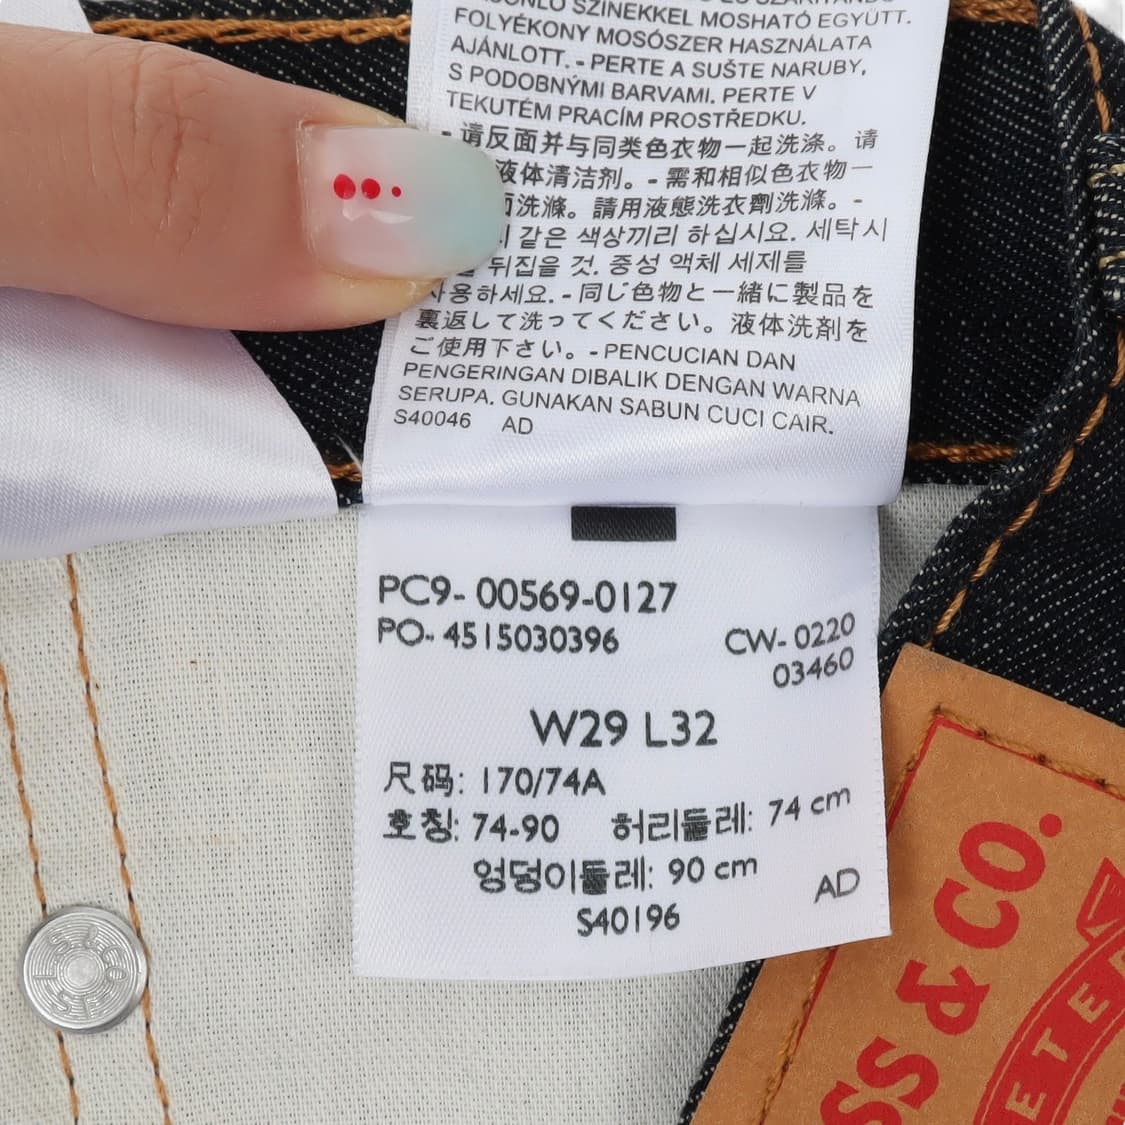 SZÍNEKKEL MOSHATÓ EGYÜTT.
FOLYÉKONY MOSÓSZER HASZNÁLATA
AJÁNLOTT. - PERTE A SUŠTE NARUBY,
S PODOBNÝMI BARVAMI. PERTE V
TEKUTÉM PRACÍM PROSTŘEDKU.
- 请反面并与同类色衣物一起洗涤。请
液体清洁剂。- 需和相似色衣物一
洗滌。請用液態洗衣劑洗滌。-
같은 색상끼리 하십시요. 세탁시
뒤집을 것. 중성 액체 세제를
사용하세요. - 同じ色物と一緒に製品を
裏返して洗ってください。液体洗剤を
ご使用下さい。- PENCUCIAN DAN
PENGERINGAN DIBALIK DENGAN WARNA
SERUPA. GUNAKAN SABUN CUCI CAIR.
S40046 AD
PC9- 00569-0127
PO- 4515030396 CW- 0220
03460
W29 L32
尺码: 170/74A
호칭: 74-90 허리둘레: 74 cm
엉덩이둘레: 90 cm
AD
S40196
SS & CO.
ETE
LS&CO